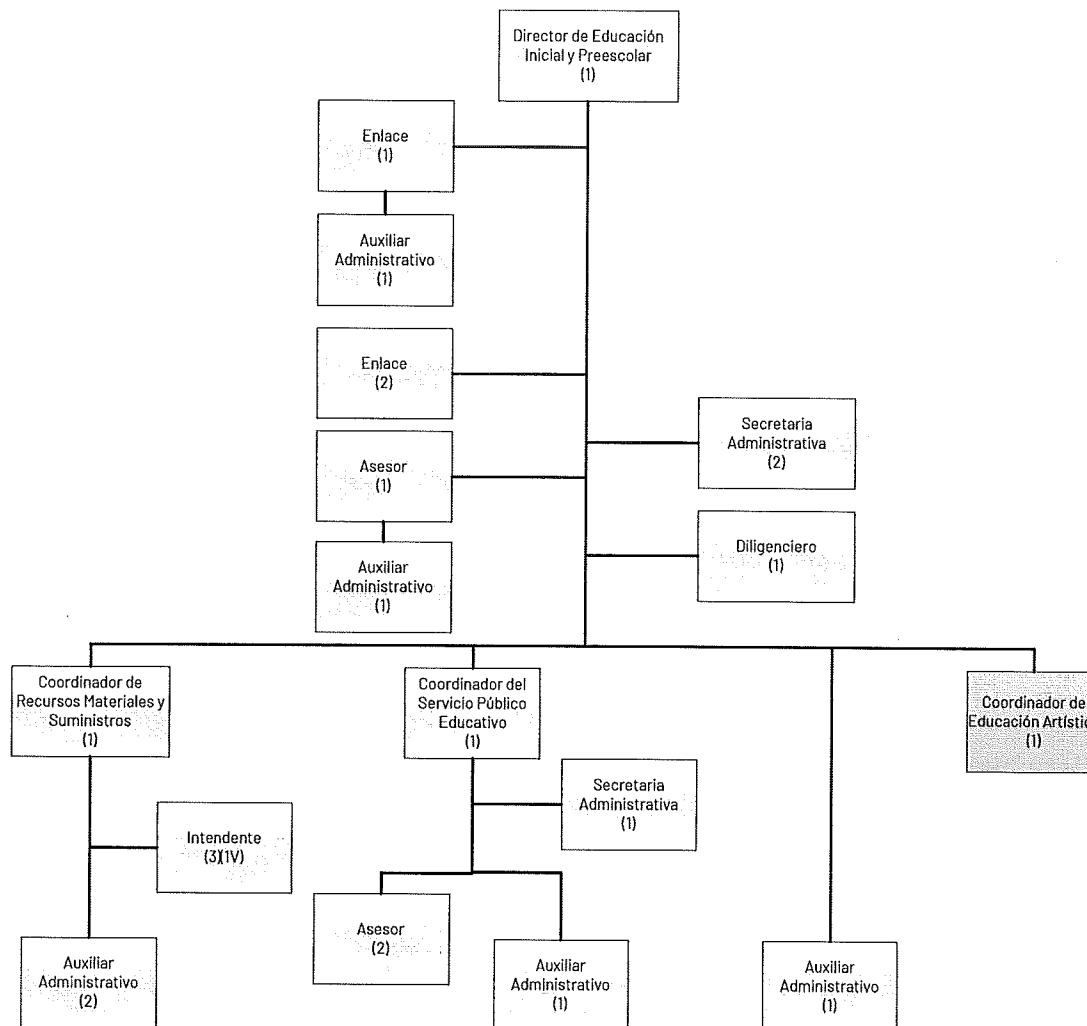 Director de Educación
Inicial y Preescolar
(1)
Enlace
(1)
Auxiliar
Administrativo
(1)
Enlace
(2)
Secretaria
Administrativa
(2)
Asesor
(1)
Diligenciero
(1)
Auxiliar
Administrativo
(1)
Coordinador de
Recursos Materiales y
Suministros
(1)
Coordinador del
Servicio Público
Educativo
(1)
Coordinador de
Educación Artístic
(1)
Secretaria
Administrativa
(1)
Intendente
(3)(1V)
Asesor
(2)
Auxiliar
Administrativo
(2)
Auxiliar
Administrativo
(1)
Auxiliar
Administrativo
(1)